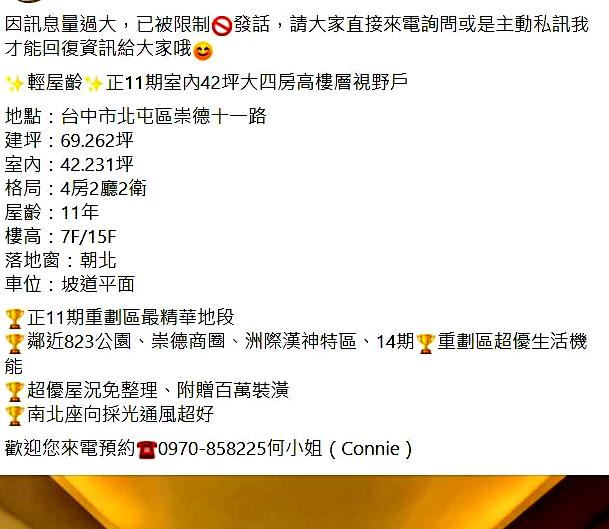 因訊息量過大，已被限制🚫發話，請大家直接來電詢問或是主動私訊我
才能回復資訊給大家哦😊
✨輕屋齡✨正11期室內42坪大四房高樓層視野戶
地點：台中市北屯區崇德十一路
建坪：69.262坪
室內：42.231坪
格局：4房2廳2衛
屋齡：11年
樓高：7F/15F
落地窗：朝北
車位：坡道平面
🏆正11期重劃區最精華地段
🏆鄰近823公園、崇德商圈、洲際漢神特區、14期🏆重劃區超優生活機
能
🏆超優屋況免整理、附贈百萬裝潢
🏆南北座向採光通風超好
歡迎您來電預約☎️0970-858225何小姐（Connie）